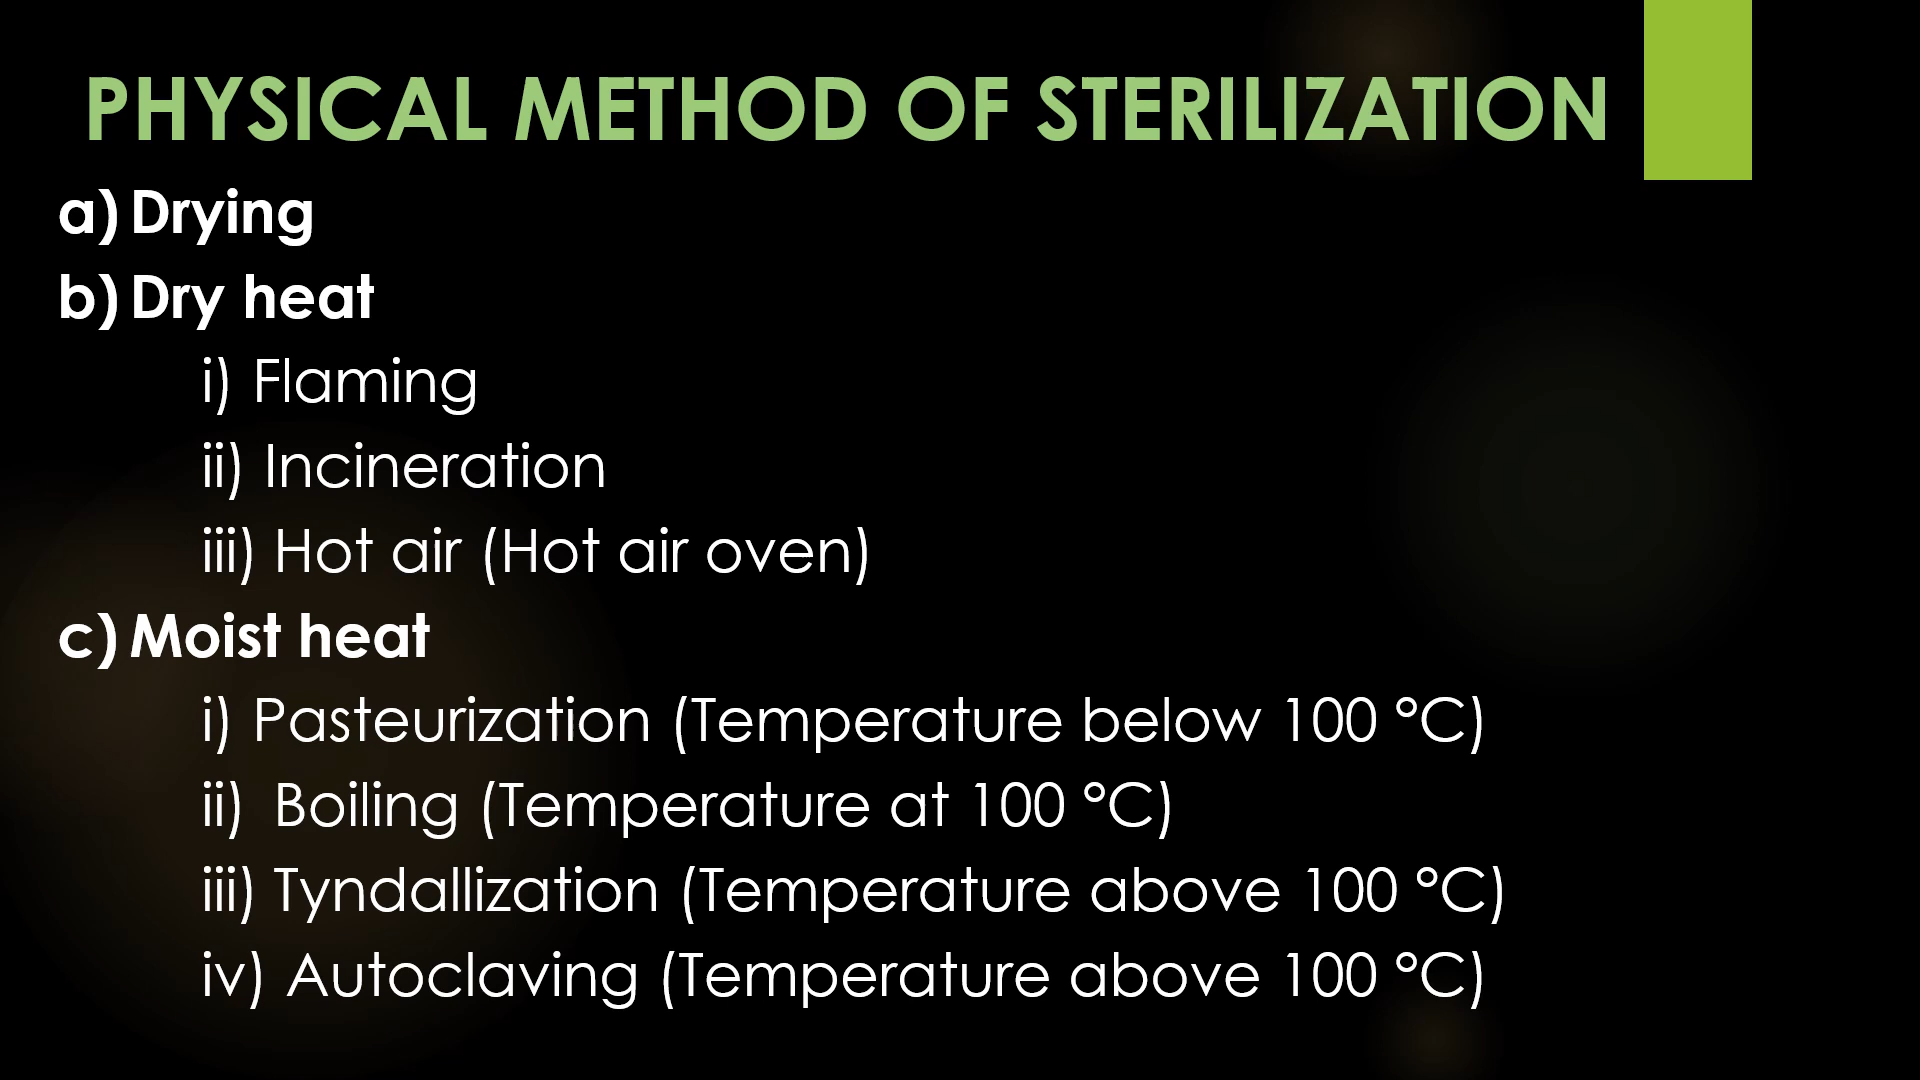 PHYSICAL METHOD OF STERILIZATION
a) Drying
b) Dry heat
i) Flaming
ii) Incineration
iii) Hot air (Hot air oven)
c) Moist heat
i) Pasteurization (Temperature below 100 °C)
ii) Boiling (Temperature at 100 °C)
iii) Tyndallization (Temperature above 100 °C)
iv) Autoclaving (Temperature above 100 °C)